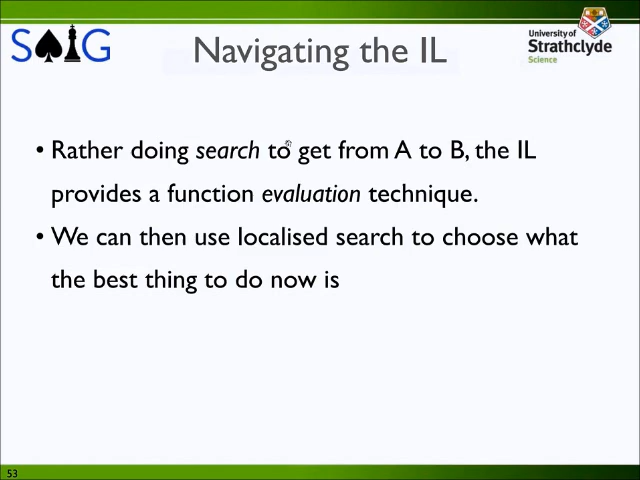 S♠I♚G
Navigating the IL
University of
Strathclyde
Science
• Rather doing search to get from A to B, the IL
provides a function evaluation technique.
• We can then use localised search to choose what
the best thing to do now is
53